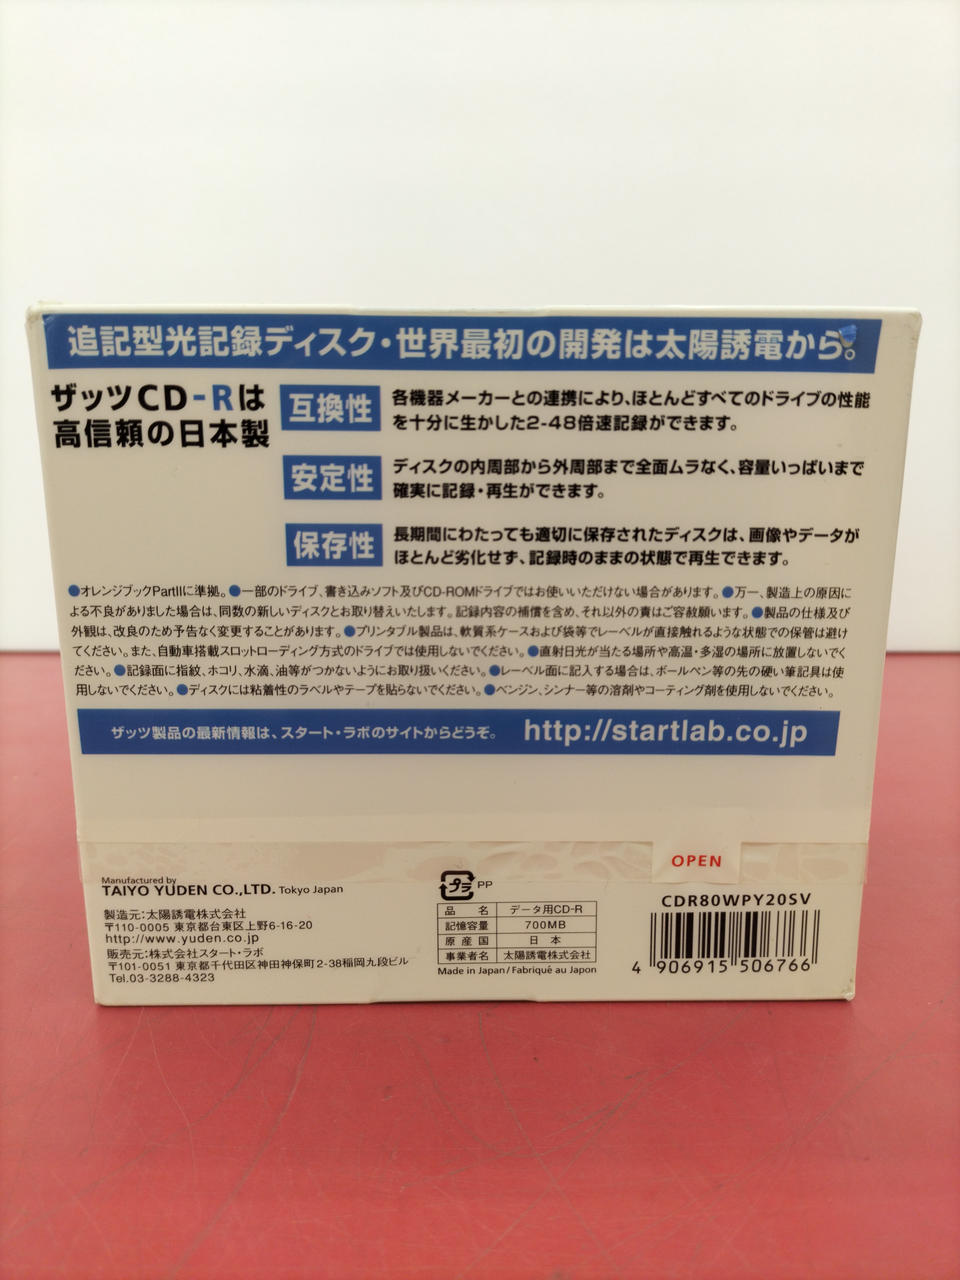 追記型光記録ディスク・世界最初の開発は太陽誘電から。
ザッツCD-Rは
高信頼の日本製
互換性
各機器メーカーとの連携により、ほとんどすべてのドライブの性能
を十分に生かした2-48倍速記録ができます。
安定性
ディスクの内周部から外周部まで全面ムラなく、容量いっぱいまで
確実に記録・再生ができます。
保存性
長期間にわたっても適切に保存されたディスクは、画像やデータが
ほとんど劣化せず、記録時のままの状態で再生できます。
●オレンジブックPartIIIに準拠。●一部のドライブ、書き込みソフト及びCD-ROMドライブではお使いいただけない場合があります。●万一、製造上の原因に
よる不良がありました場合は、同数の新しいディスクとお取り替えいたします。記録内容の補償を含め、それ以外の責はご容赦願います。●製品の仕様及び
外観は、改良のため予告なく変更することがあります。●プリンタブル製品は、軟質系ケースおよび袋等でレーベルが直接触れるような状態での保管は避け
てください。また、自動車搭載スロットローディング方式のドライブでは使用しないでください。●直射日光が当たる場所や高温・多湿の場所に放置しないでく
ださい。●記録面に指紋、ホコリ、水滴、油等がつかないようにお取り扱いください。●レーベル面に記入する場合は、ボールペン等の先の硬い筆記具は使
用しないでください。●ディスクには粘着性のラベルやテープを貼らないでください。●ベンジン、シンナー等の溶剤やコーティング剤を使用しないでください。
ザッツ製品の最新情報は、スタート・ラボのサイトからどうぞ。 http://startlab.co.jp
OPEN
Manufactured by
TAIYO YUDEN CO.,LTD. Tokyo Japan
製造元:太陽誘電株式会社
〒110-0005 東京都台東区上野6-16-20
http://www.yuden.co.jp
販売元:株式会社スタート・ラボ
〒101-0051 東京都千代田区神田神保町2-38稲岡九段ビル
Tel.03-3288-4323
プラ PP
品名 データ用CD-R
記憶容量 700MB
原産国 日本
事業者名 太陽誘電株式会社
Made in Japan/Fabriqué au Japon
CDR80WPY20SV
4 906915 506766